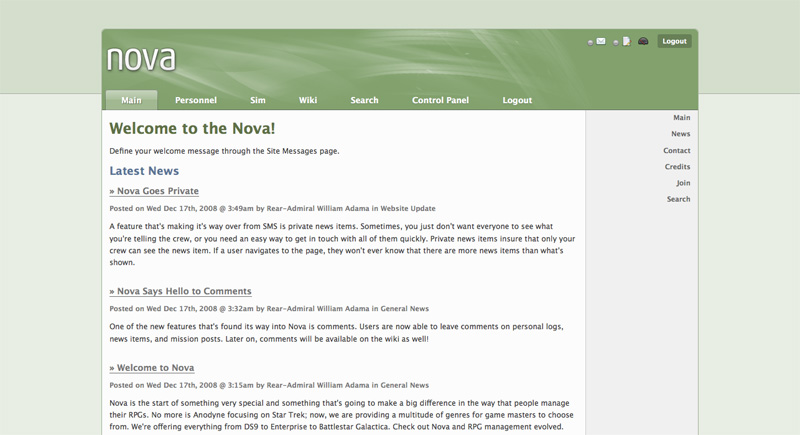 nova
Logout
Main Personnel Sim Wiki Search Control Panel Logout
Welcome to the Nova!
Define your welcome message through the Site Messages page.
Latest News
» Nova Goes Private
Posted on Wed Dec 17th, 2008 @ 3:49am by Rear-Admiral William Adama in Website Update
A feature that's making it's way over from SMS is private news items. Sometimes, you just don't want everyone to see what
you're telling the crew, or you need an easy way to get in touch with all of them quickly. Private news items insure that only your
crew can see the news item. If a user navigates to the page, they won't ever know that there are more news items than what's
shown.
» Nova Says Hello to Comments
Posted on Wed Dec 17th, 2008 @ 3:32am by Rear-Admiral William Adama in General News
One of the new features that's found its way into Nova is comments. Users are now able to leave comments on personal logs,
news items, and mission posts. Later on, comments will be available on the wiki as well!
» Welcome to Nova
Posted on Wed Dec 17th, 2008 @ 3:15am by Rear-Admiral William Adama in General News
Nova is the start of something very special and something that's going to make a big difference in the way that people manage
their RPGs. No more is Anodyne focusing on Star Trek; now, we are providing a multitude of genres for game masters to choose
from. We're offering everything from DS9 to Enterprise to Battlestar Galactica. Check out Nova and RPG management evolved.
Main
News
Contact
Credits
Join
Search